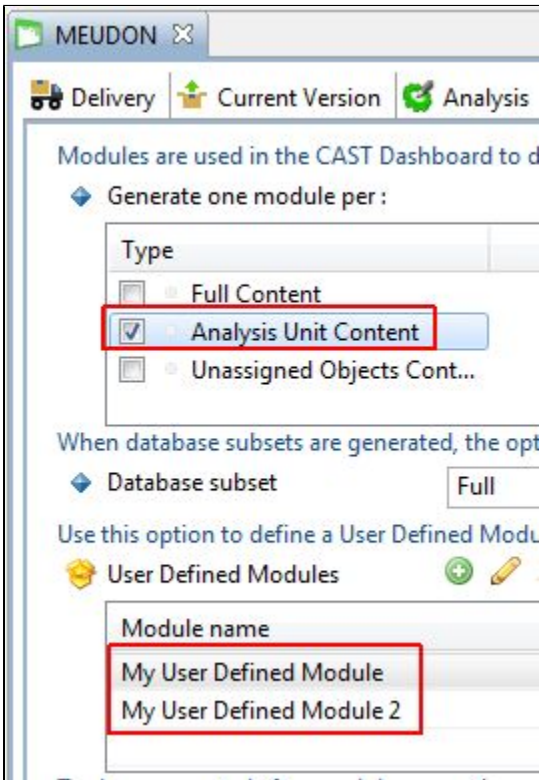 MEUDON
Delivery Current Version Analysis
Modules are used in the CAST Dashboard to d
Generate one module per :
Type
Full Content
Analysis Unit Content
Unassigned Objects Cont...
When database subsets are generated, the opt
Database subset Full
Use this option to define a User Defined Modu
User Defined Modules
Module name
My User Defined Module
My User Defined Module 2